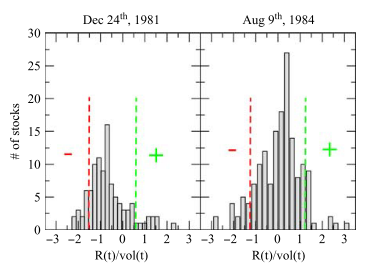 Dec 24th, 1981 Aug 9th, 1984
30
25
20
15
10
5
0
# of stocks
- + - +
−3 −2 −1 0 1 2 3 −3 −2 −1 0 1 2 3
R(t)/vol(t) R(t)/vol(t)